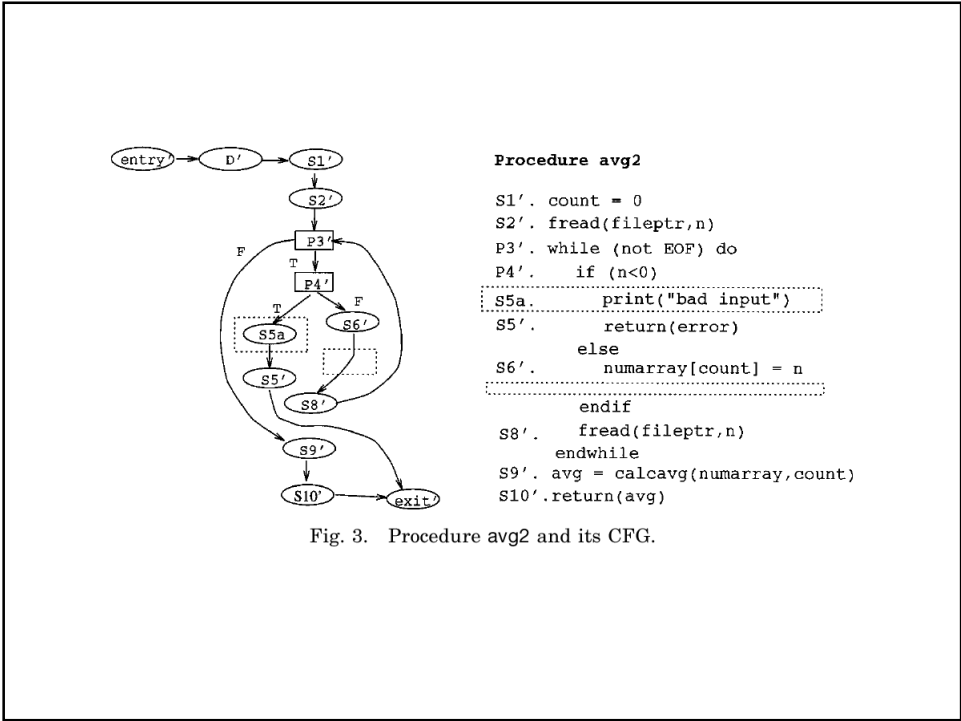 entry' D' S1'
S2'
F P3'
T
P4'
T F
S5a S6'
S5'
S8'
S9'
S10' exit'
Procedure avg2
S1'. count = 0
S2'. fread(fileptr,n)
P3'. while (not EOF) do
P4'. if (n<0)
S5a. print("bad input")
S5'. return(error)
else
S6'. numarray[count] = n
endif
S8'. fread(fileptr,n)
endwhile
S9'. avg = calcavg(numarray,count)
S10'.return(avg)
Fig. 3. Procedure avg2 and its CFG.